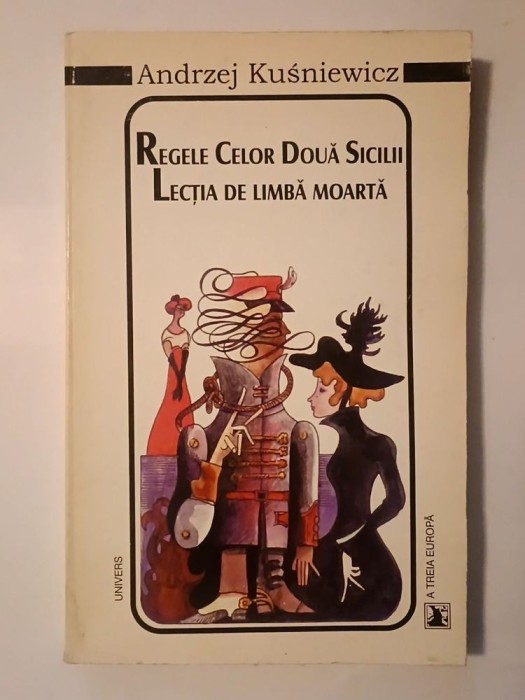 Andrzej Kuśniewicz
REGELE CELOR DOUĂ SICILII
LECȚIA DE LIMBĂ MOARTĂ
UNIVERS
A TREIA EUROPĂ